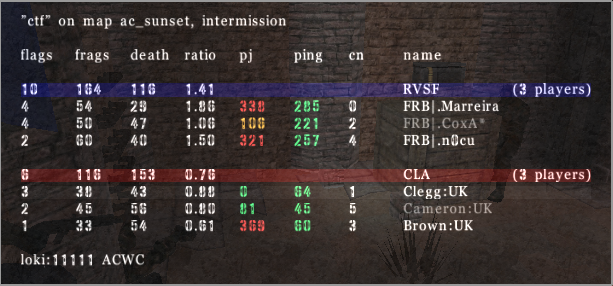 "ctf" on map ac_sunset, intermission
flags frags death ratio pj ping cn name
10 164 116 1.41 RVSF (3 players)
4 54 29 1.86 338 285 0 FRB|.Marreira
4 50 47 1.06 106 221 2 FRB|.CoxA*
2 60 40 1.50 321 257 4 FRB|.n0cu
6 116 153 0.76 CLA (3 players)
3 38 43 0.88 0 64 1 Clegg:UK
2 45 56 0.80 81 45 5 Cameron:UK
1 33 54 0.61 369 60 3 Brown:UK
loki:11111 ACWC